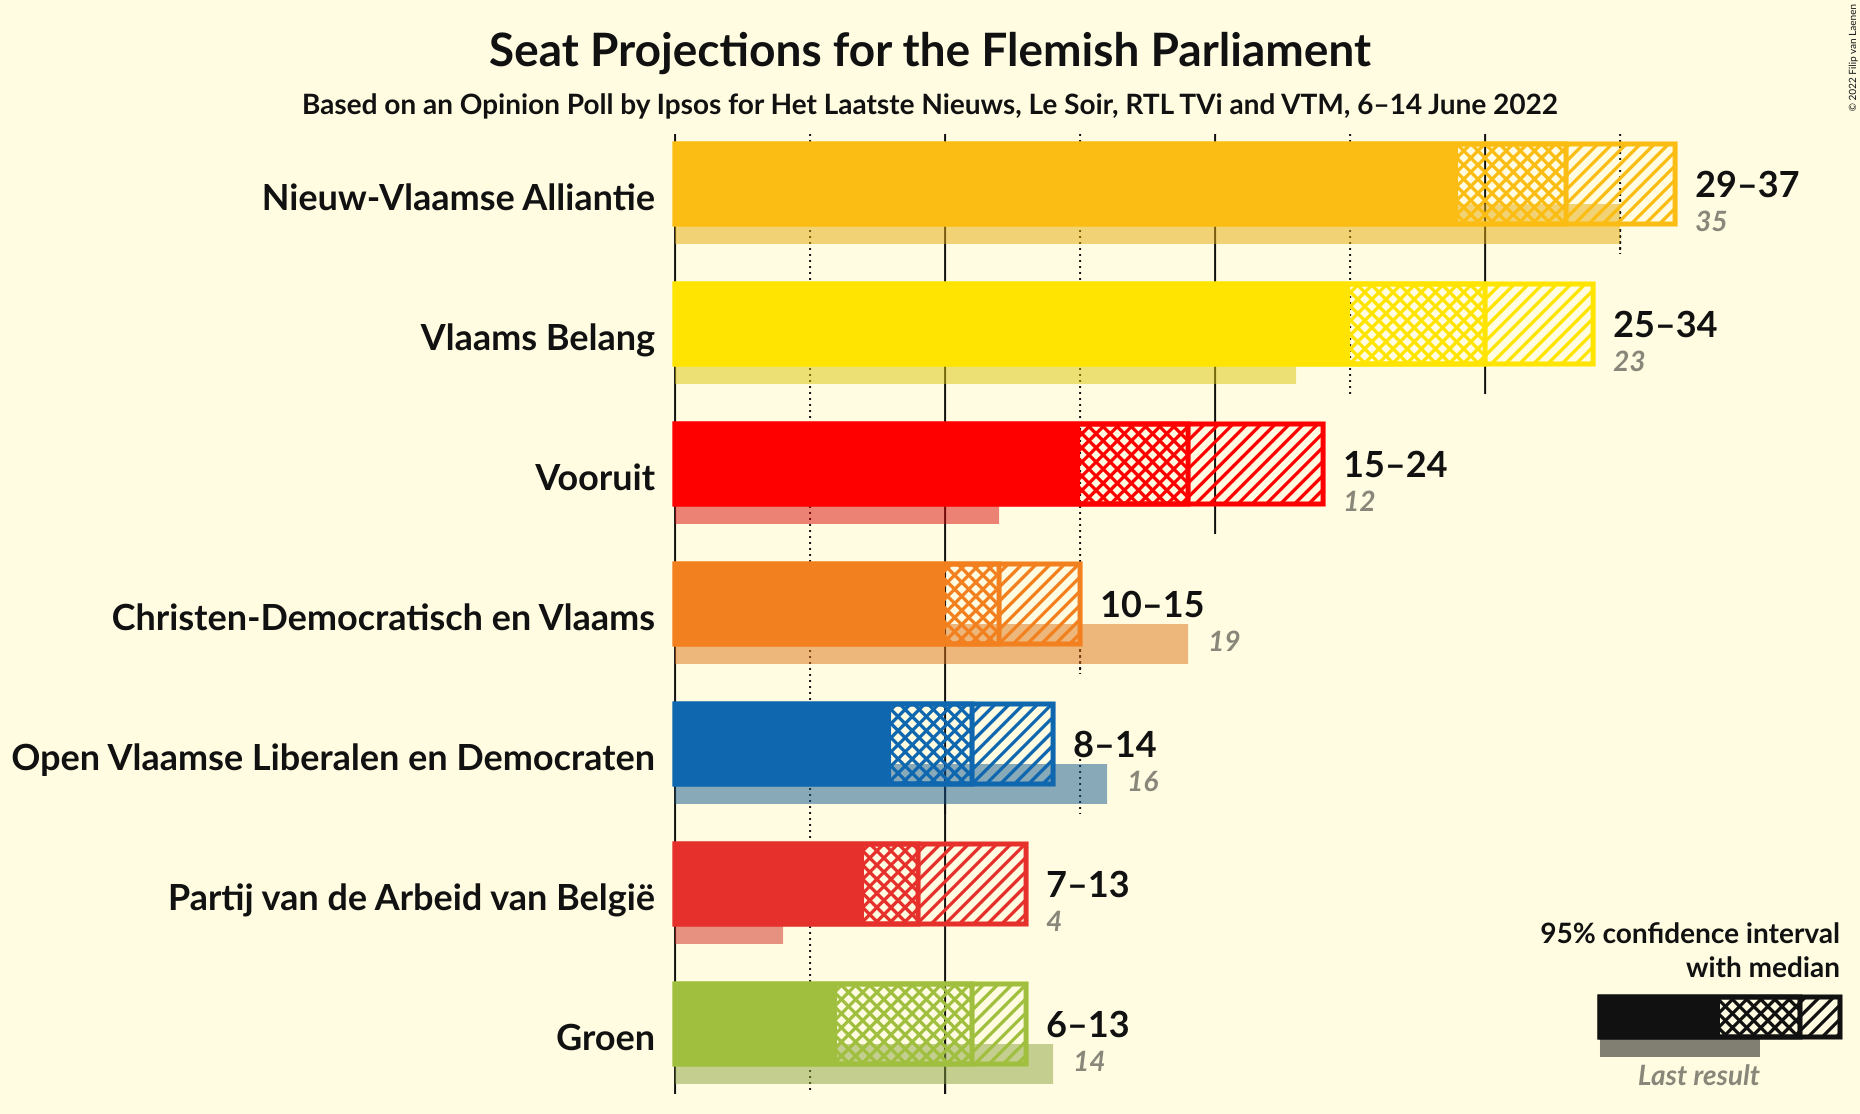 Seat Projections for the Flemish Parliament
Based on an Opinion Poll by Ipsos for Het Laatste Nieuws, Le Soir, RTL TVi and VTM, 6–14 June 2022
© 2022 Filip van Laenen
Nieuw-Vlaamse Alliantie
29–37
35
Vlaams Belang
25–34
23
Vooruit
15–24
12
Christen-Democratisch en Vlaams
10–15
19
Open Vlaamse Liberalen en Democraten
8–14
16
Partij van de Arbeid van België
7–13
4
Groen
6–13
14
95% confidence interval
with median
Last result